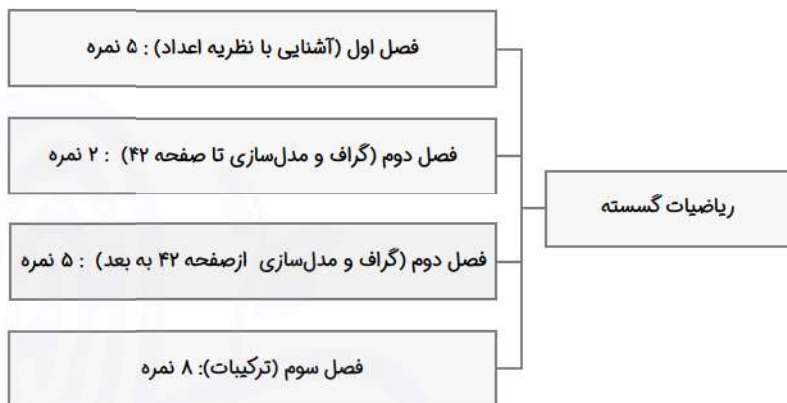 فصل اول (آشنایی با نظریه اعداد) : ۵ نمره
فصل دوم (گراف و مدل‌سازی تا صفحه ۴۲) : ۲ نمره
ریاضیات گسسته
فصل دوم (گراف و مدل‌سازی ازصفحه ۴۲ به بعد) : ۵ نمره
فصل سوم (ترکیبات): ۸ نمره